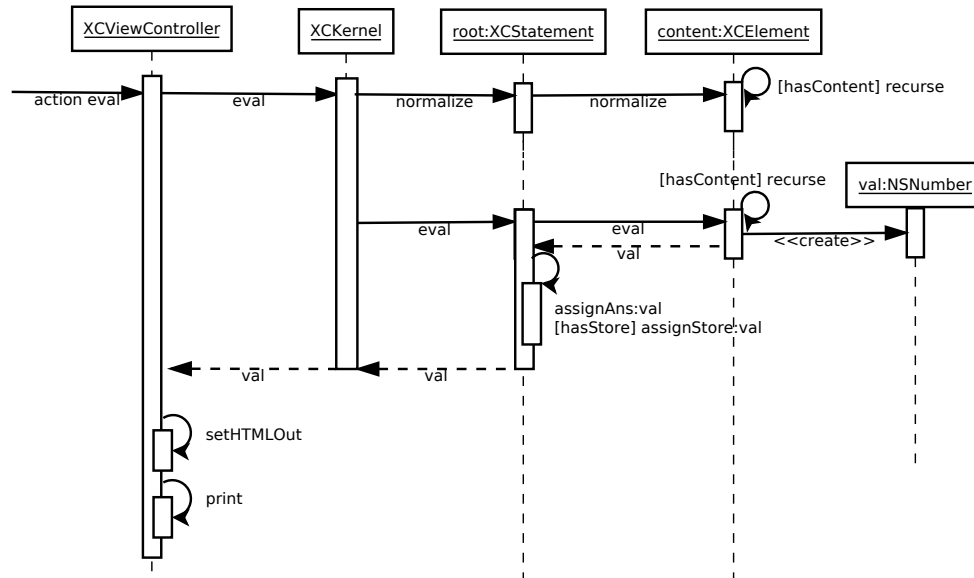 XCViewController
XCKernel
root:XCStatement
content:XCElement
action eval
eval
normalize
normalize
[hasContent] recurse
[hasContent] recurse
val:NSNumber
eval
eval
<<create>>
val
assignAns:val
[hasStore] assignStore:val
val
val
setHTMLOut
print